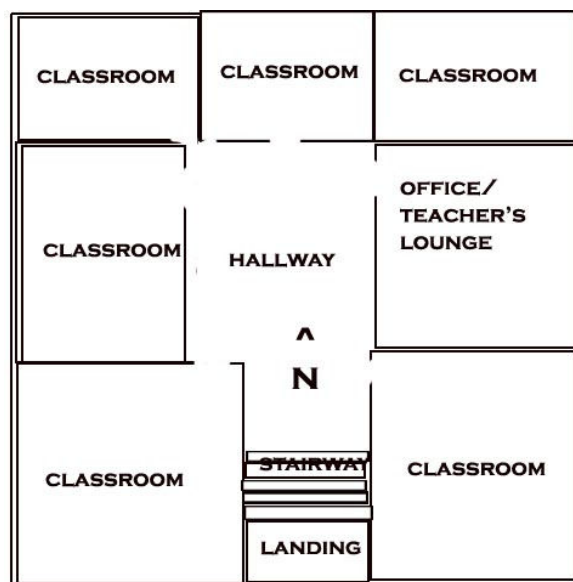 CLASSROOM
CLASSROOM
CLASSROOM
CLASSROOM
HALLWAY
OFFICE/
TEACHER'S
LOUNGE
^
N
CLASSROOM
STAIRWAY
CLASSROOM
LANDING